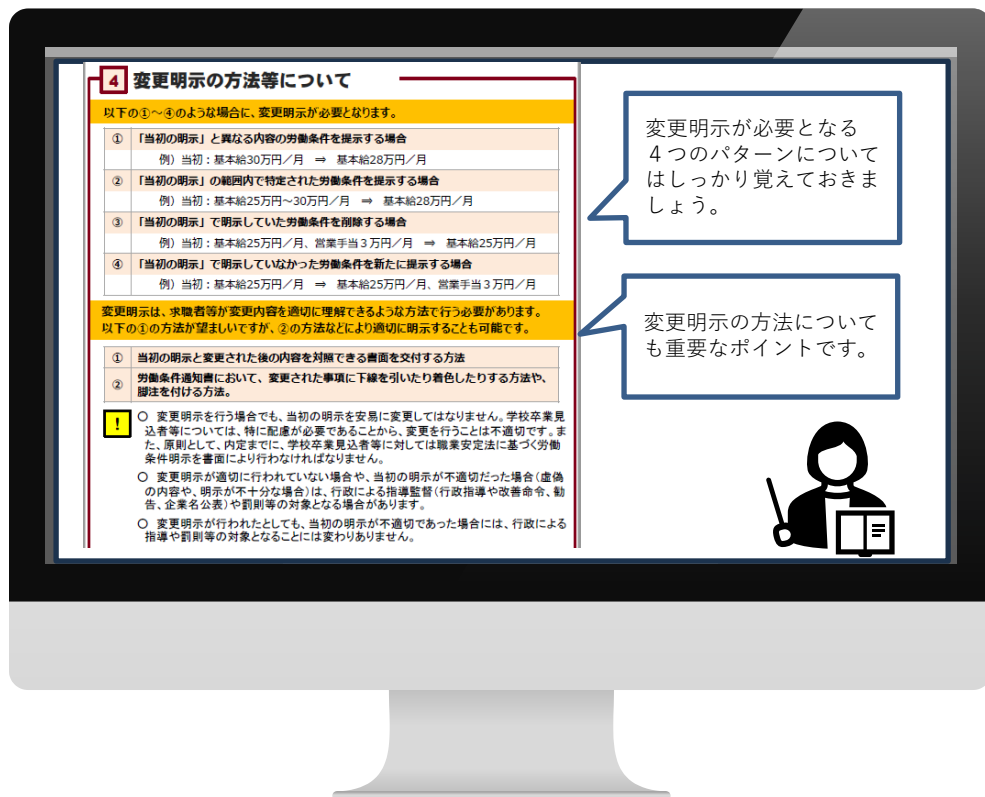 4 変更明示の方法等について
以下の①～④のような場合に、変更明示が必要となります。
① 「当初の明示」と異なる内容の労働条件を提示する場合
例）当初：基本給30万円／月 ⇒ 基本給28万円／月
② 「当初の明示」の範囲内で特定された労働条件を提示する場合
例）当初：基本給25万円～30万円／月 ⇒ 基本給28万円／月
③ 「当初の明示」で明示していた労働条件を削除する場合
例）当初：基本給25万円／月、営業手当３万円／月 ⇒ 基本給25万円／月
④ 「当初の明示」で明示していなかった労働条件を新たに提示する場合
例）当初：基本給25万円／月 ⇒ 基本給25万円／月、営業手当３万円／月
変更明示は、求職者等が変更内容を適切に理解できるような方法で行う必要があります。
以下の①の方法が望ましいですが、②の方法などにより適切に明示することも可能です。
① 当初の明示と変更された後の内容を対照できる書面を交付する方法
② 労働条件通知書において、変更された事項に下線を引いたり着色したりする方法や、
脚注を付ける方法。
! ○ 変更明示を行う場合でも、当初の明示を安易に変更してはなりません。学校卒業見
込者等については、特に配慮が必要であることから、変更を行うことは不適切です。ま
た、原則として、内定までに、学校卒業見込者等に対しては職業安定法に基づく労働
条件明示を書面により行わなければなりません。
○ 変更明示が適切に行われていない場合や、当初の明示が不適切だった場合（虚偽
の内容や、明示が不十分な場合）は、行政による指導監督（行政指導や改善命令、勧
告、企業名公表）や罰則等の対象となる場合があります。
○ 変更明示が行われたとしても、当初の明示が不適切であった場合には、行政による
指導や罰則等の対象となることには変わりありません。
変更明示が必要となる
４つのパターンについて
はしっかり覚えておきま
しょう。
変更明示の方法について
も重要なポイントです。